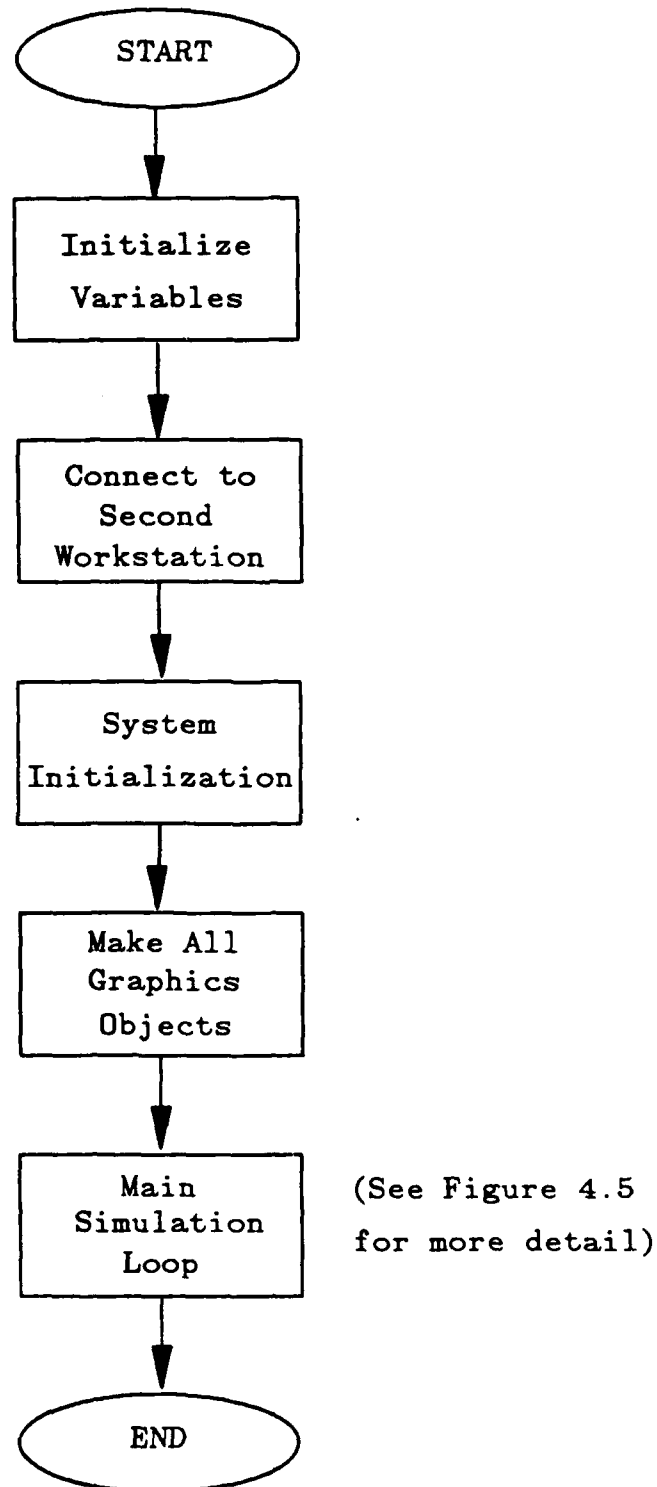 START
Initialize
Variables
Connect to
Second
Workstation
System
Initialization
Make All
Graphics
Objects
Main
Simulation
Loop
(See Figure 4.5
for more detail)
END